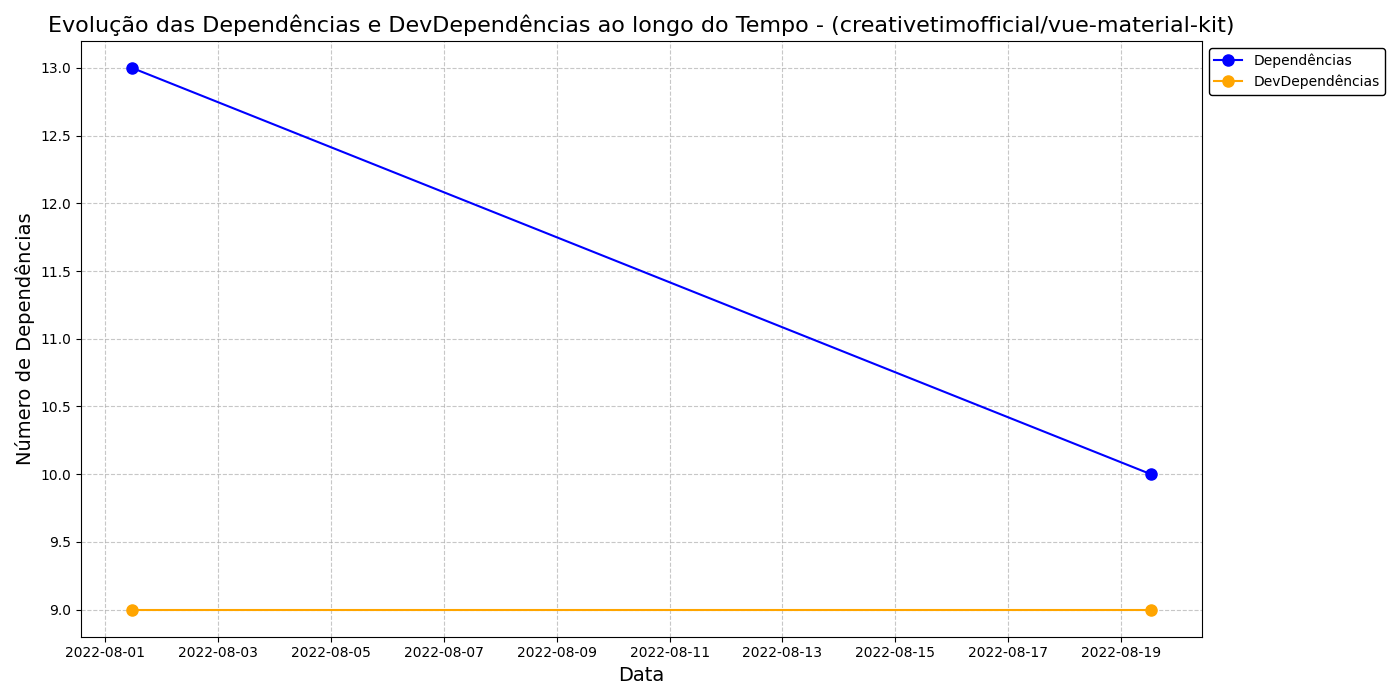 Evolução das Dependências e DevDependências ao longo do Tempo - (creativetimofficial/vue-material-kit)
Dependências
DevDependências
Número de Dependências
13.0
12.5
12.0
11.5
11.0
10.5
10.0
9.5
9.0
2022-08-01 2022-08-03 2022-08-05 2022-08-07 2022-08-09 2022-08-11 2022-08-13 2022-08-15 2022-08-17 2022-08-19
Data